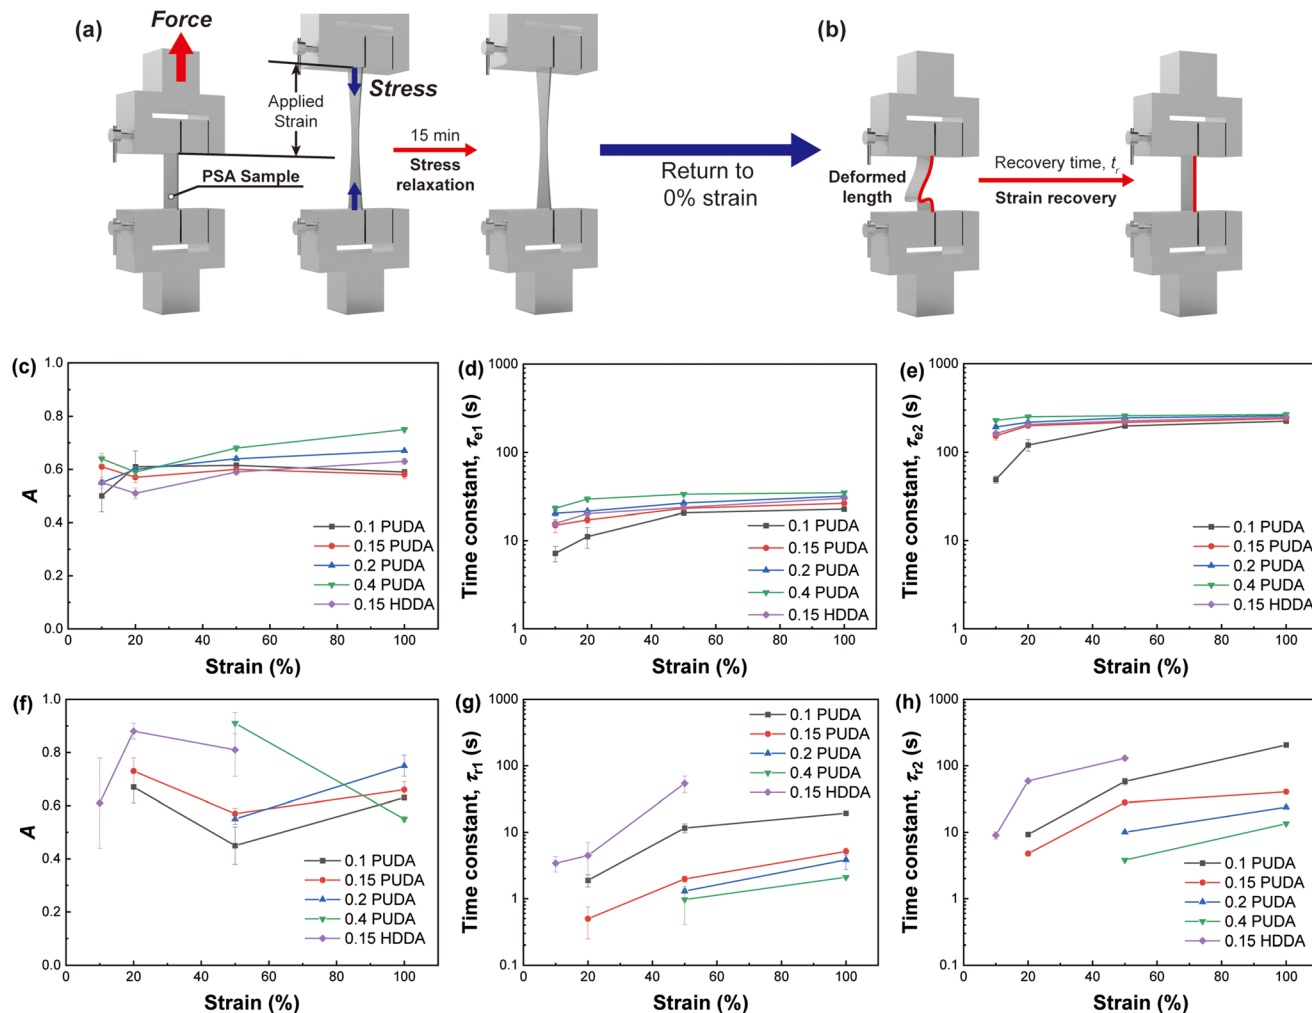 (a)
Force
Applied
Strain
PSA Sample
Stress
15 min
Stress
relaxation
Return to
0% strain
(b)
Deformed
length
Recovery time, tr
Strain recovery
(c)
A
1.0
0.8
0.6
0.4
0.2
0.0
0 20 40 60 80 100
Strain (%)
0.1 PUDA
0.15 PUDA
0.2 PUDA
0.4 PUDA
0.15 HDDA
(d)
Time constant, τe1 (s)
1000
100
10
1
0 20 40 60 80 100
Strain (%)
0.1 PUDA
0.15 PUDA
0.2 PUDA
0.4 PUDA
0.15 HDDA
(e)
Time constant, τe2 (s)
1000
100
10
1
0 20 40 60 80 100
Strain (%)
0.1 PUDA
0.15 PUDA
0.2 PUDA
0.4 PUDA
0.15 HDDA
(f)
A
1.0
0.8
0.6
0.4
0.2
0.0
0 20 40 60 80 100
Strain (%)
0.1 PUDA
0.15 PUDA
0.2 PUDA
0.4 PUDA
0.15 HDDA
(g)
Time constant, τr1 (s)
1000
100
10
1
0.1
0 20 40 60 80 100
Strain (%)
0.1 PUDA
0.15 PUDA
0.2 PUDA
0.4 PUDA
0.15 HDDA
(h)
Time constant, τr2 (s)
1000
100
10
1
0.1
0 20 40 60 80 100
Strain (%)
0.1 PUDA
0.15 PUDA
0.2 PUDA
0.4 PUDA
0.15 HDDA